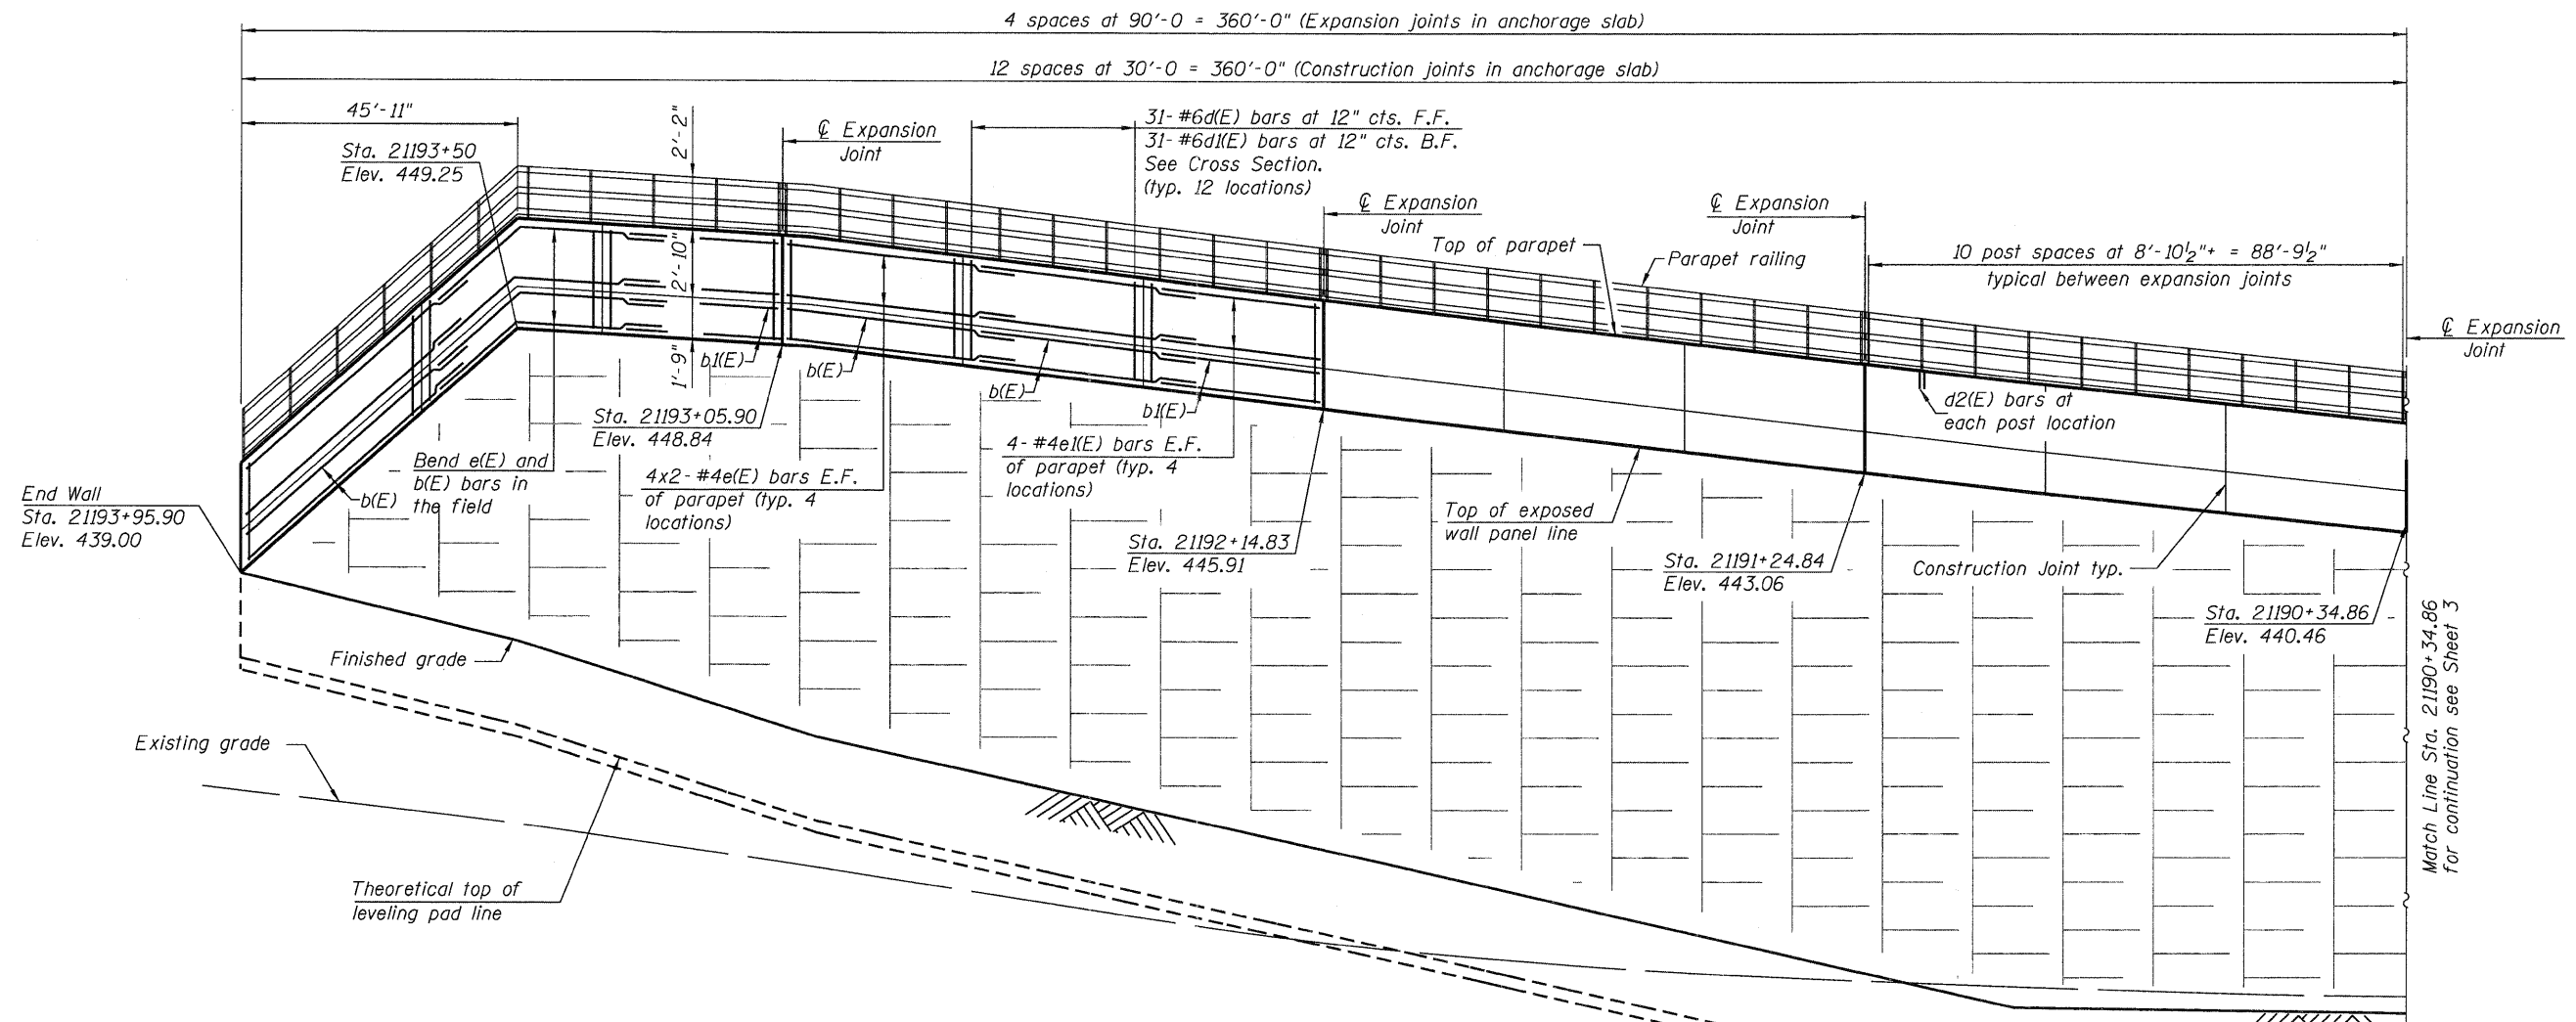 4 spaces at 90'-0 = 360'-0" (Expansion joints in anchorage slab)
12 spaces at 30'-0 = 360'-0" (Construction joints in anchorage slab)
45'-11"
2'-2"
℄ Expansion
Joint
31- #6d(E) bars at 12" cts. F.F.
31- #6d1(E) bars at 12" cts. B.F.
See Cross Section.
(typ. 12 locations)
Sta. 21193+50
Elev. 449.25
℄ Expansion
Joint
Top of parapet
℄ Expansion
Joint
Parapet railing
10 post spaces at 8'-10½"± = 88'-9½"
typical between expansion joints
℄ Expansion
Joint
2'-10"
1'-9"
b1(E)
b(E)
b(E)
b1(E)
Sta. 21193+05.90
Elev. 448.84
d2(E) bars at
each post location
Bend e(E) and
b(E) bars in
the field
b(E)
4x2- #4e(E) bars E.F.
of parapet (typ. 4
locations)
4- #4e1(E) bars E.F.
of parapet (typ. 4
locations)
End Wall
Sta. 21193+95.90
Elev. 439.00
Top of exposed
wall panel line
Sta. 21192+14.83
Elev. 445.91
Sta. 21191+24.84
Elev. 443.06
Construction Joint typ.
Sta. 21190+34.86
Elev. 440.46
Match Line Sta. 21190+34.86
for continuation see Sheet 3
Finished grade
Existing grade
Theoretical top of
leveling pad line